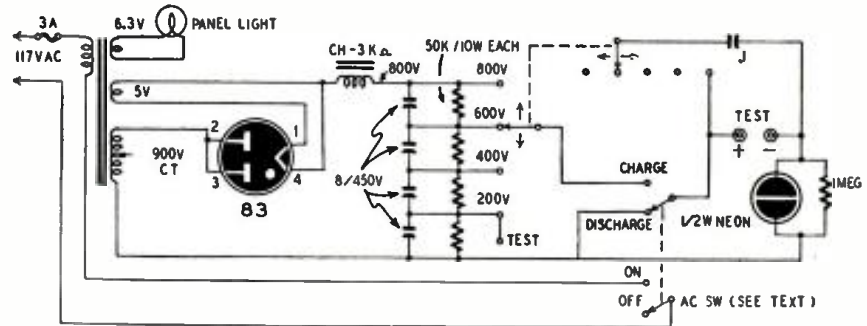 3A
6.3V
PANEL LIGHT
117VAC
5V
2
1
3
4
900V
CT
83
CH-3KΩ
800V
50K/10W EACH
800V
600V
400V
200V
8/450V
TEST
J
TEST
+ -
CHARGE
DISCHARGE
1/2W NEON
1MEG
ON
OFF
AC SW (SEE TEXT)